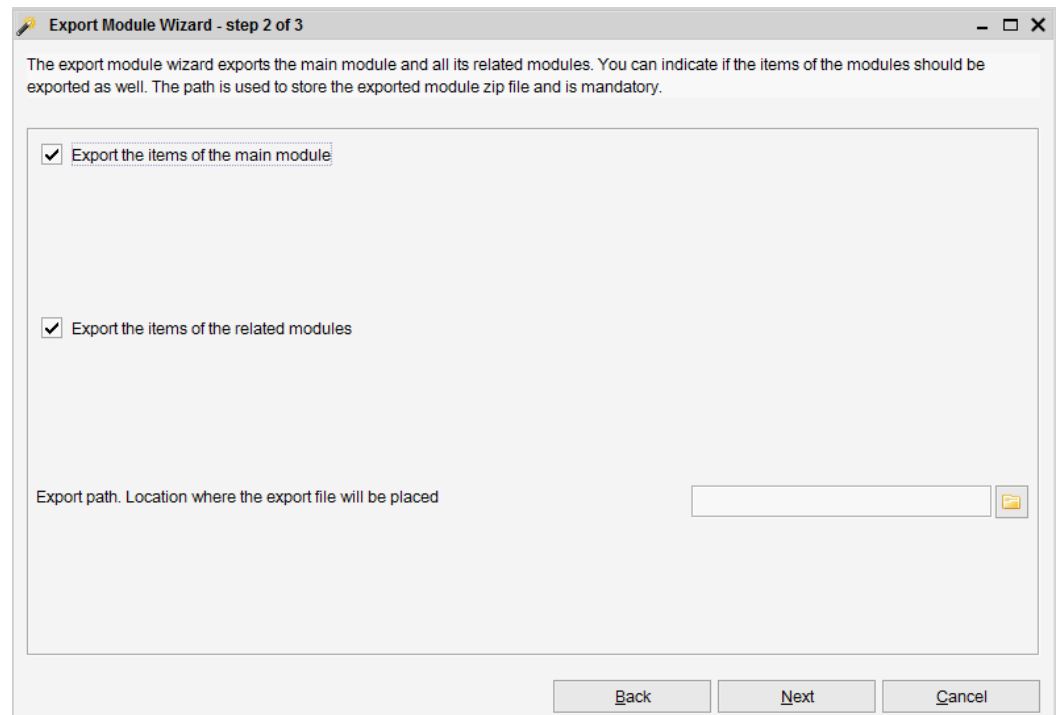 Export Module Wizard - step 2 of 3
The export module wizard exports the main module and all its related modules. You can indicate if the items of the modules should be
exported as well. The path is used to store the exported module zip file and is mandatory.
Export the items of the main module
Export the items of the related modules
Export path. Location where the export file will be placed
Back Next Cancel